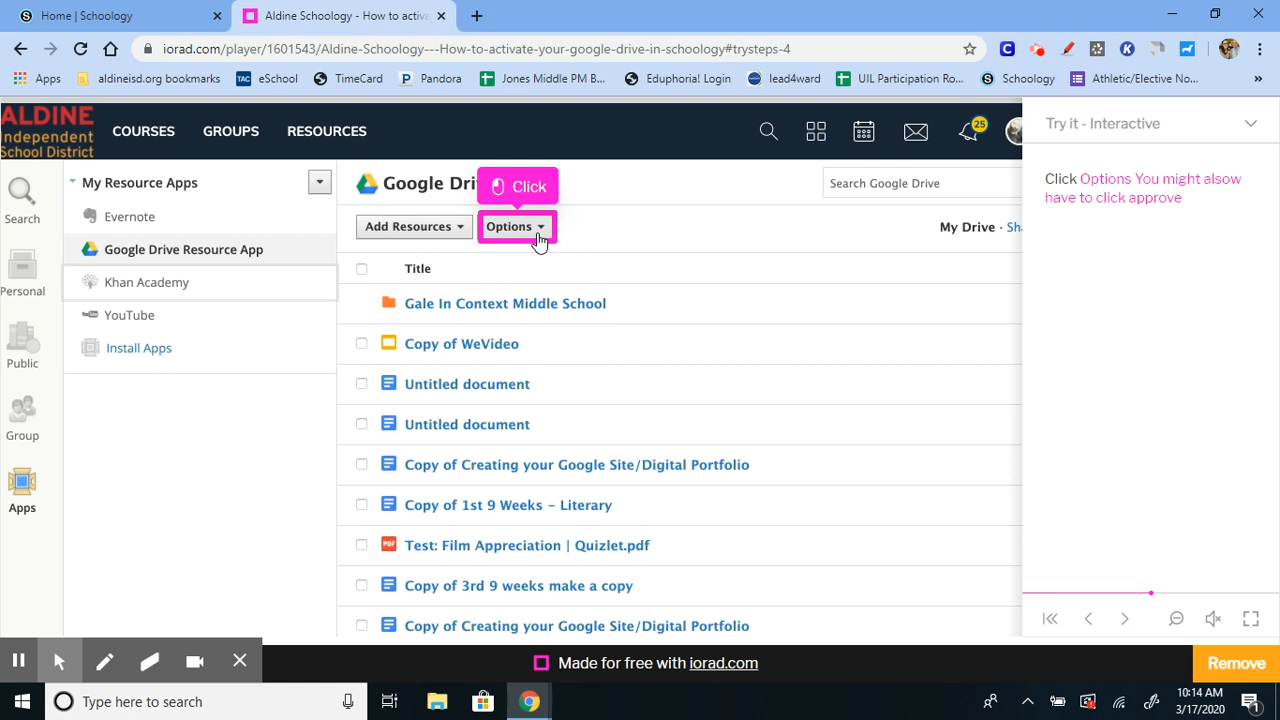 Home | Schoology
Aldine Schoology - How to activa
iorad.com/player/1601543/Aldine-Schoology---How-to-activate-your-google-drive-in-schoology#trysteps-4
Apps
aldineisd.org bookmarks
TAC
eSchool
TimeCard
Pandora
Jones Middle PM B...
Eduphoria! Login
lead4ward
UIL Participation Ro...
Schoology
Athletic/Elective No...
»
ALDINE
Independent
School District
COURSES
GROUPS
RESOURCES
25
Try it - Interactive
Search
Personal
Public
Group
Apps
My Resource Apps
Evernote
Google Drive Resource App
Khan Academy
YouTube
Install Apps
Google Dri
Click
Search Google Drive
Add Resources
Options
My Drive · Sha
Title
Gale In Context Middle School
Copy of WeVideo
Untitled document
Untitled document
Copy of Creating your Google Site/Digital Portfolio
Copy of 1st 9 Weeks - Literary
PDF
Test: Film Appreciation | Quizlet.pdf
Copy of 3rd 9 weeks make a copy
Copy of Creating your Google Site/Digital Portfolio
Click Options You might alsow
have to click approve
Made for free with iorad.com
Remove
Type here to search
10:14 AM
3/17/2020
1